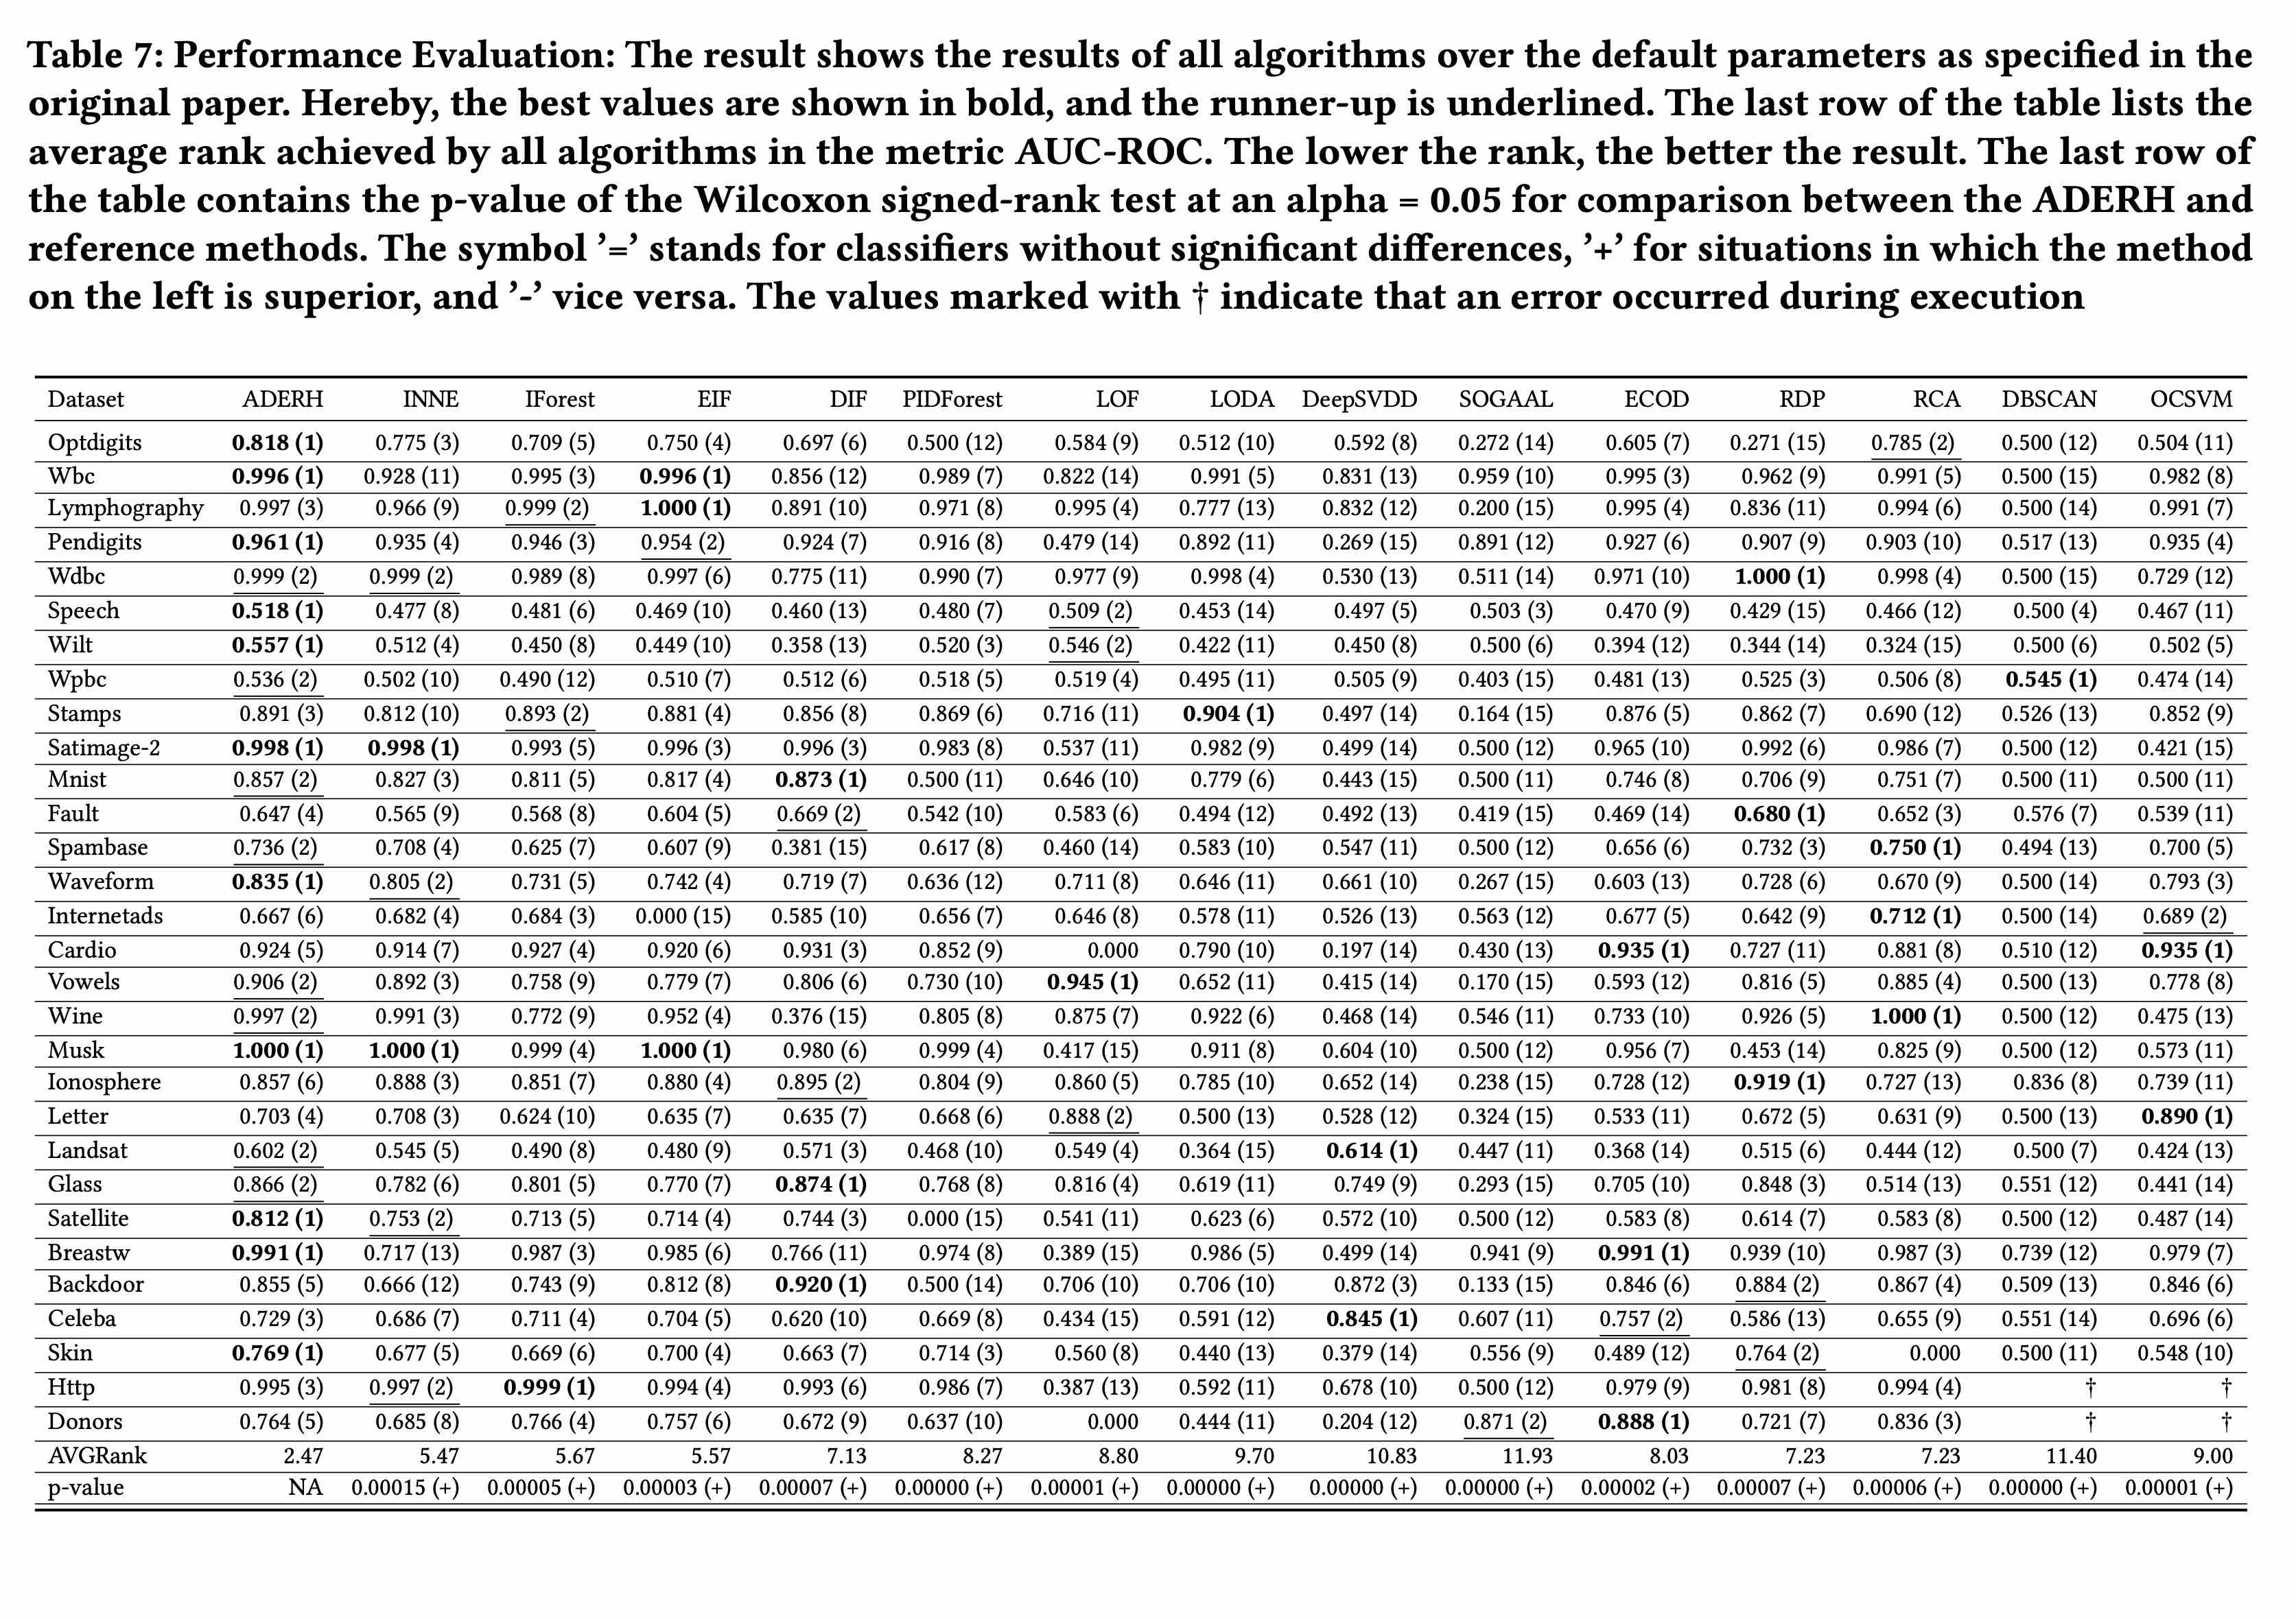 Table 7: Performance Evaluation: The result shows the results of all algorithms over the default parameters as specified in the
original paper. Hereby, the best values are shown in bold, and the runner-up is underlined. The last row of the table lists the
average rank achieved by all algorithms in the metric AUC-ROC. The lower the rank, the better the result. The last row of
the table contains the p-value of the Wilcoxon signed-rank test at an alpha = 0.05 for comparison between the ADERH and
reference methods. The symbol ’=’ stands for classifiers without significant differences, ’+’ for situations in which the method
on the left is superior, and ’-’ vice versa. The values marked with † indicate that an error occurred during execution
Dataset ADERH INNE IForest EIF DIF PIDForest LOF LODA DeepSVDD SOGAAL ECOD RDP RCA DBSCAN OCSVM
Optdigits 0.818 (1) 0.775 (3) 0.709 (5) 0.750 (4) 0.697 (6) 0.500 (12) 0.584 (9) 0.512 (10) 0.592 (8) 0.272 (14) 0.605 (7) 0.271 (15) 0.785 (2) 0.500 (12) 0.504 (11)
Wbc 0.996 (1) 0.928 (11) 0.995 (3) 0.996 (1) 0.856 (12) 0.989 (7) 0.822 (14) 0.991 (5) 0.831 (13) 0.959 (10) 0.995 (3) 0.962 (9) 0.991 (5) 0.500 (15) 0.982 (8)
Lymphography 0.997 (3) 0.966 (9) 0.999 (2) 1.000 (1) 0.891 (10) 0.971 (8) 0.995 (4) 0.777 (13) 0.832 (12) 0.200 (15) 0.995 (4) 0.836 (11) 0.994 (6) 0.500 (14) 0.991 (7)
Pendigits 0.961 (1) 0.935 (4) 0.946 (3) 0.954 (2) 0.924 (7) 0.916 (8) 0.479 (14) 0.892 (11) 0.269 (15) 0.891 (12) 0.927 (6) 0.907 (9) 0.903 (10) 0.517 (13) 0.935 (4)
Wdbc 0.999 (2) 0.999 (2) 0.989 (8) 0.997 (6) 0.775 (11) 0.990 (7) 0.977 (9) 0.998 (4) 0.530 (13) 0.511 (14) 0.971 (10) 1.000 (1) 0.998 (4) 0.500 (15) 0.729 (12)
Speech 0.518 (1) 0.477 (8) 0.481 (6) 0.469 (10) 0.460 (13) 0.480 (7) 0.509 (2) 0.453 (14) 0.497 (5) 0.503 (3) 0.470 (9) 0.429 (15) 0.466 (12) 0.500 (4) 0.467 (11)
Wilt 0.557 (1) 0.512 (4) 0.450 (8) 0.449 (10) 0.358 (13) 0.520 (3) 0.546 (2) 0.422 (11) 0.450 (8) 0.500 (6) 0.394 (12) 0.344 (14) 0.324 (15) 0.500 (6) 0.502 (5)
Wpbc 0.536 (2) 0.502 (10) 0.490 (12) 0.510 (7) 0.512 (6) 0.518 (5) 0.519 (4) 0.495 (11) 0.505 (9) 0.403 (15) 0.481 (13) 0.525 (3) 0.506 (8) 0.545 (1) 0.474 (14)
Stamps 0.891 (3) 0.812 (10) 0.893 (2) 0.881 (4) 0.856 (8) 0.869 (6) 0.716 (11) 0.904 (1) 0.497 (14) 0.164 (15) 0.876 (5) 0.862 (7) 0.690 (12) 0.526 (13) 0.852 (9)
Satimage-2 0.998 (1) 0.998 (1) 0.993 (5) 0.996 (3) 0.996 (3) 0.983 (8) 0.537 (11) 0.982 (9) 0.499 (14) 0.500 (12) 0.965 (10) 0.992 (6) 0.986 (7) 0.500 (12) 0.421 (15)
Mnist 0.857 (2) 0.827 (3) 0.811 (5) 0.817 (4) 0.873 (1) 0.500 (11) 0.646 (10) 0.779 (6) 0.443 (15) 0.500 (11) 0.746 (8) 0.706 (9) 0.751 (7) 0.500 (11) 0.500 (11)
Fault 0.647 (4) 0.565 (9) 0.568 (8) 0.604 (5) 0.669 (2) 0.542 (10) 0.583 (6) 0.494 (12) 0.492 (13) 0.419 (15) 0.469 (14) 0.680 (1) 0.652 (3) 0.576 (7) 0.539 (11)
Spambase 0.736 (2) 0.708 (4) 0.625 (7) 0.607 (9) 0.381 (15) 0.617 (8) 0.460 (14) 0.583 (10) 0.547 (11) 0.500 (12) 0.656 (6) 0.732 (3) 0.750 (1) 0.494 (13) 0.700 (5)
Waveform 0.835 (1) 0.805 (2) 0.731 (5) 0.742 (4) 0.719 (7) 0.636 (12) 0.711 (8) 0.646 (11) 0.661 (10) 0.267 (15) 0.603 (13) 0.728 (6) 0.670 (9) 0.500 (14) 0.793 (3)
Internetads 0.667 (6) 0.682 (4) 0.684 (3) 0.000 (15) 0.585 (10) 0.656 (7) 0.646 (8) 0.578 (11) 0.526 (13) 0.563 (12) 0.677 (5) 0.642 (9) 0.712 (1) 0.500 (14) 0.689 (2)
Cardio 0.924 (5) 0.914 (7) 0.927 (4) 0.920 (6) 0.931 (3) 0.852 (9) 0.000 0.790 (10) 0.197 (14) 0.430 (13) 0.935 (1) 0.727 (11) 0.881 (8) 0.510 (12) 0.935 (1)
Vowels 0.906 (2) 0.892 (3) 0.758 (9) 0.779 (7) 0.806 (6) 0.730 (10) 0.945 (1) 0.652 (11) 0.415 (14) 0.170 (15) 0.593 (12) 0.816 (5) 0.885 (4) 0.500 (13) 0.778 (8)
Wine 0.997 (2) 0.991 (3) 0.772 (9) 0.952 (4) 0.376 (15) 0.805 (8) 0.875 (7) 0.922 (6) 0.468 (14) 0.546 (11) 0.733 (10) 0.926 (5) 1.000 (1) 0.500 (12) 0.475 (13)
Musk 1.000 (1) 1.000 (1) 0.999 (4) 1.000 (1) 0.980 (6) 0.999 (4) 0.417 (15) 0.911 (8) 0.604 (10) 0.500 (12) 0.956 (7) 0.453 (14) 0.825 (9) 0.500 (12) 0.573 (11)
Ionosphere 0.857 (6) 0.888 (3) 0.851 (7) 0.880 (4) 0.895 (2) 0.804 (9) 0.860 (5) 0.785 (10) 0.652 (14) 0.238 (15) 0.728 (12) 0.919 (1) 0.727 (13) 0.836 (8) 0.739 (11)
Letter 0.703 (4) 0.708 (3) 0.624 (10) 0.635 (7) 0.635 (7) 0.668 (6) 0.888 (2) 0.500 (13) 0.528 (12) 0.324 (15) 0.533 (11) 0.672 (5) 0.631 (9) 0.500 (13) 0.890 (1)
Landsat 0.602 (2) 0.545 (5) 0.490 (8) 0.480 (9) 0.571 (3) 0.468 (10) 0.549 (4) 0.364 (15) 0.614 (1) 0.447 (11) 0.368 (14) 0.515 (6) 0.444 (12) 0.500 (7) 0.424 (13)
Glass 0.866 (2) 0.782 (6) 0.801 (5) 0.770 (7) 0.874 (1) 0.768 (8) 0.816 (4) 0.619 (11) 0.749 (9) 0.293 (15) 0.705 (10) 0.848 (3) 0.514 (13) 0.551 (12) 0.441 (14)
Satellite 0.812 (1) 0.753 (2) 0.713 (5) 0.714 (4) 0.744 (3) 0.000 (15) 0.541 (11) 0.623 (6) 0.572 (10) 0.500 (12) 0.583 (8) 0.614 (7) 0.583 (8) 0.500 (12) 0.487 (14)
Breastw 0.991 (1) 0.717 (13) 0.987 (3) 0.985 (6) 0.766 (11) 0.974 (8) 0.389 (15) 0.986 (5) 0.499 (14) 0.941 (9) 0.991 (1) 0.939 (10) 0.987 (3) 0.739 (12) 0.979 (7)
Backdoor 0.855 (5) 0.666 (12) 0.743 (9) 0.812 (8) 0.920 (1) 0.500 (14) 0.706 (10) 0.706 (10) 0.872 (3) 0.133 (15) 0.846 (6) 0.884 (2) 0.867 (4) 0.509 (13) 0.846 (6)
Celeba 0.729 (3) 0.686 (7) 0.711 (4) 0.704 (5) 0.620 (10) 0.669 (8) 0.434 (15) 0.591 (12) 0.845 (1) 0.607 (11) 0.757 (2) 0.586 (13) 0.655 (9) 0.551 (14) 0.696 (6)
Skin 0.769 (1) 0.677 (5) 0.669 (6) 0.700 (4) 0.663 (7) 0.714 (3) 0.560 (8) 0.440 (13) 0.379 (14) 0.556 (9) 0.489 (12) 0.764 (2) 0.000 0.500 (11) 0.548 (10)
Http 0.995 (3) 0.997 (2) 0.999 (1) 0.994 (4) 0.993 (6) 0.986 (7) 0.387 (13) 0.592 (11) 0.678 (10) 0.500 (12) 0.979 (9) 0.981 (8) 0.994 (4) † †
Donors 0.764 (5) 0.685 (8) 0.766 (4) 0.757 (6) 0.672 (9) 0.637 (10) 0.000 0.444 (11) 0.204 (12) 0.871 (2) 0.888 (1) 0.721 (7) 0.836 (3) † †
AVGRank 2.47 5.47 5.67 5.57 7.13 8.27 8.80 9.70 10.83 11.93 8.03 7.23 7.23 11.40 9.00
p-value NA 0.00015 (+) 0.00005 (+) 0.00003 (+) 0.00007 (+) 0.00000 (+) 0.00001 (+) 0.00000 (+) 0.00000 (+) 0.00000 (+) 0.00002 (+) 0.00007 (+) 0.00006 (+) 0.00000 (+) 0.00001 (+)